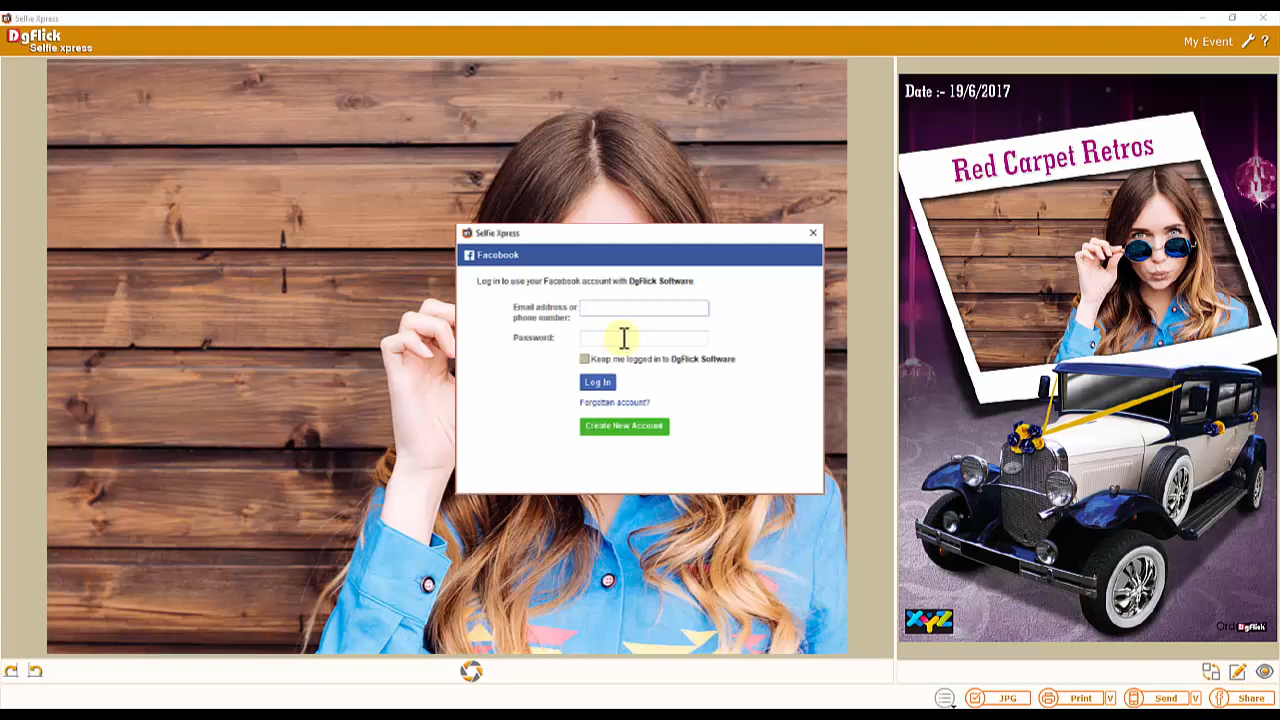 Selfie Xpress
DgFlick
Selfie xpress
My Event
?
Selfie Xpress
Facebook
Log in to use your Facebook account with DgFlick Software.
Email address or
phone number:
Password:
Keep me logged in to DgFlick Software
Log In
Forgotten account?
Create New Account
Date :- 19/6/2017
Red Carpet Retros
XYZ
DgFlick
JPG
Print V
Send V
Share